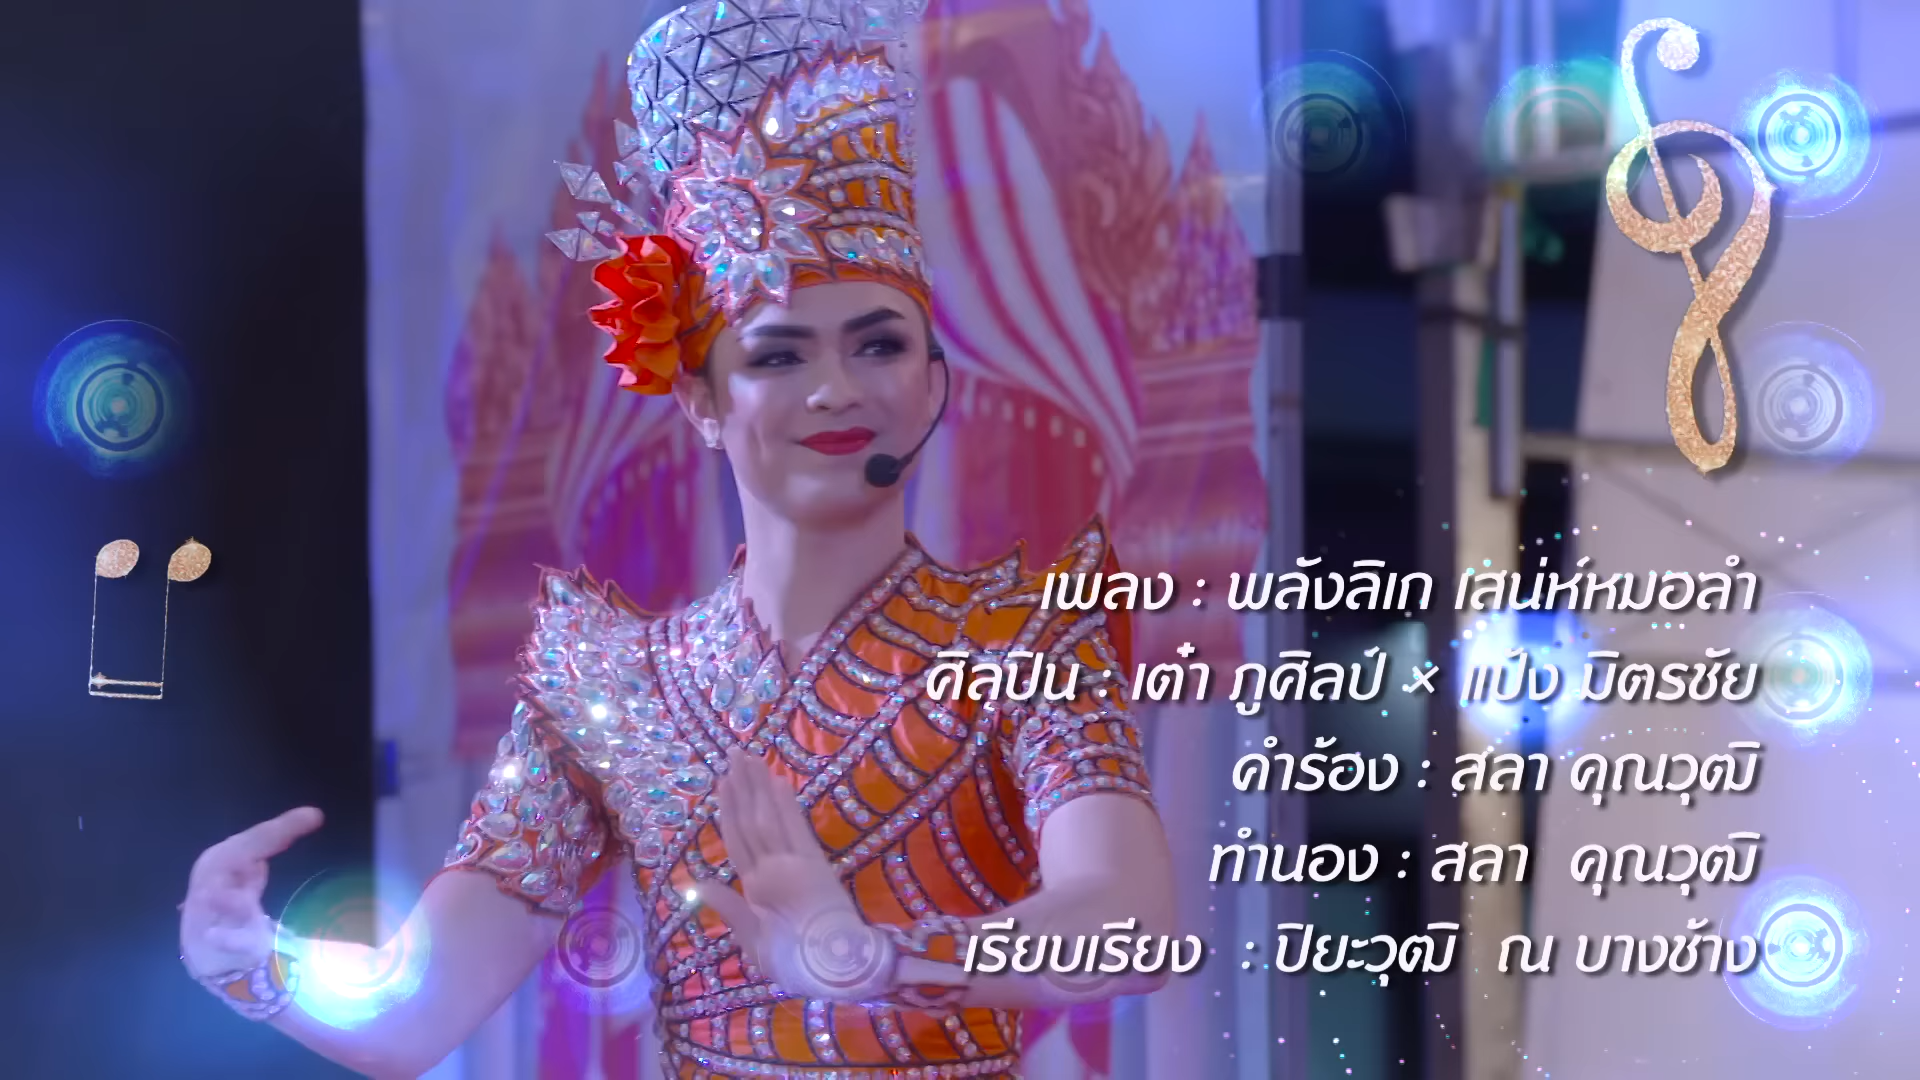 เพลง : พลังลิเก เสน่ห์หมอลำ
ศิลปิน : เต๋า ภูศิลป์ × แป้ง มิตรชัย
คำร้อง : สลา คุณวุฒิ
ทำนอง : สลา คุณวุฒิ
เรียบเรียง : ปิยะวุฒิ ณ บางช้าง